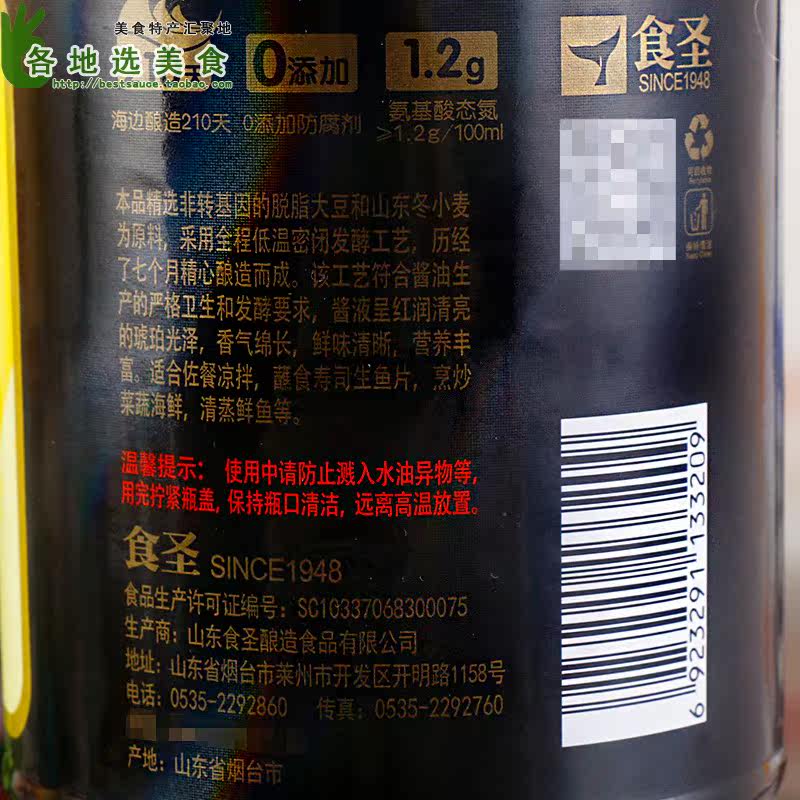 美食特产汇聚地
各地选美食
http://bestsauce.taobao.com/
0添加
1.2g
食圣
SINCE1948
海边酿造210天
0添加防腐剂
氨基酸态氮
≥1.2g/100ml
可回收物
Recyclable
保持清洁
Keep Clean
本品精选非转基因的脱脂大豆和山东冬小麦
为原料，采用全程低温密闭发酵工艺，历经
了七个月精心酿造而成。该工艺符合酱油生
产的严格卫生和发酵要求，酱液呈红润清亮
的琥珀光泽，香气绵长，鲜味清晰，营养丰
富。适合佐餐凉拌，蘸食寿司生鱼片，烹炒
菜蔬海鲜，清蒸鲜鱼等。
温馨提示：使用中请防止溅入水油异物等，
用完拧紧瓶盖，保持瓶口清洁，远离高温放置。
食圣 SINCE1948
食品生产许可证编号：SC10337068300075
生产商：山东食圣酿造食品有限公司
地址：山东省烟台市莱州市开发区开明路1158号
电话：0535-2292860 传真：0535-2292760
产地：山东省烟台市
6923291133209